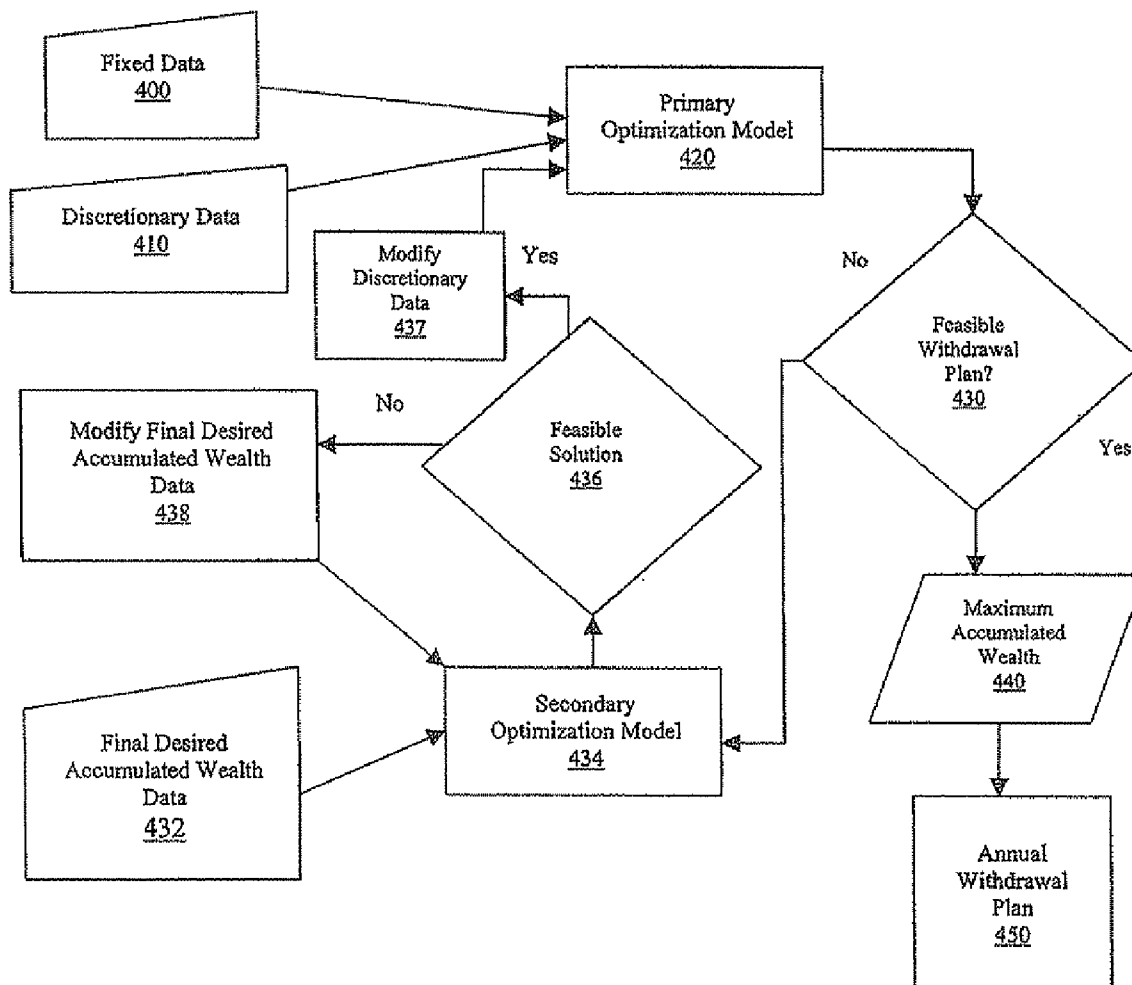 Fixed Data
400
Primary
Optimization Model
420
Discretionary Data
410
Modify
Discretionary
Data
437
Yes
No
Feasible
Withdrawal
Plan?
430
Yes
No
Modify Final Desired
Accumulated Wealth
Data
438
Feasible
Solution
436
Maximum
Accumulated
Wealth
440
Secondary
Optimization Model
434
Final Desired
Accumulated Wealth
Data
432
Annual
Withdrawal
Plan
450